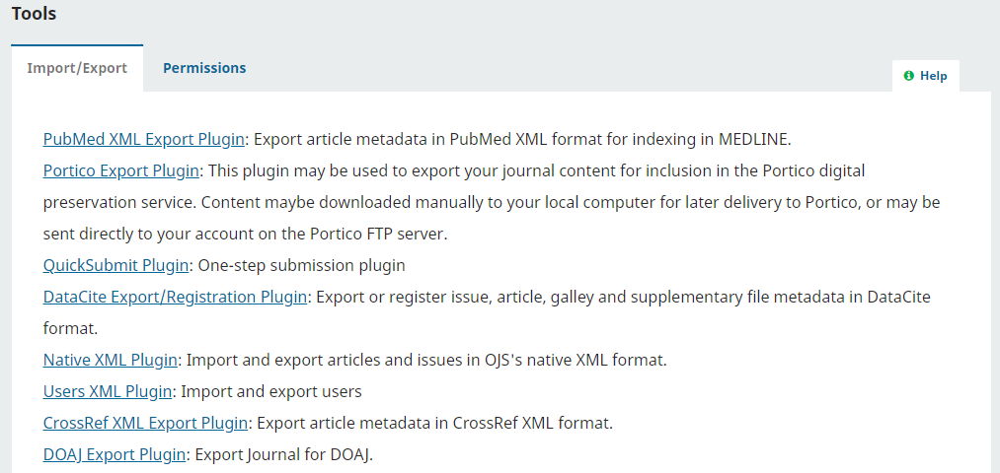 Tools
Import/Export
Permissions
Help
PubMed XML Export Plugin: Export article metadata in PubMed XML format for indexing in MEDLINE.
Portico Export Plugin: This plugin may be used to export your journal content for inclusion in the Portico digital
preservation service. Content maybe downloaded manually to your local computer for later delivery to Portico, or may be
sent directly to your account on the Portico FTP server.
QuickSubmit Plugin: One-step submission plugin
DataCite Export/Registration Plugin: Export or register issue, article, galley and supplementary file metadata in DataCite
format.
Native XML Plugin: Import and export articles and issues in OJS's native XML format.
Users XML Plugin: Import and export users
CrossRef XML Export Plugin: Export article metadata in CrossRef XML format.
DOAJ Export Plugin: Export Journal for DOAJ.